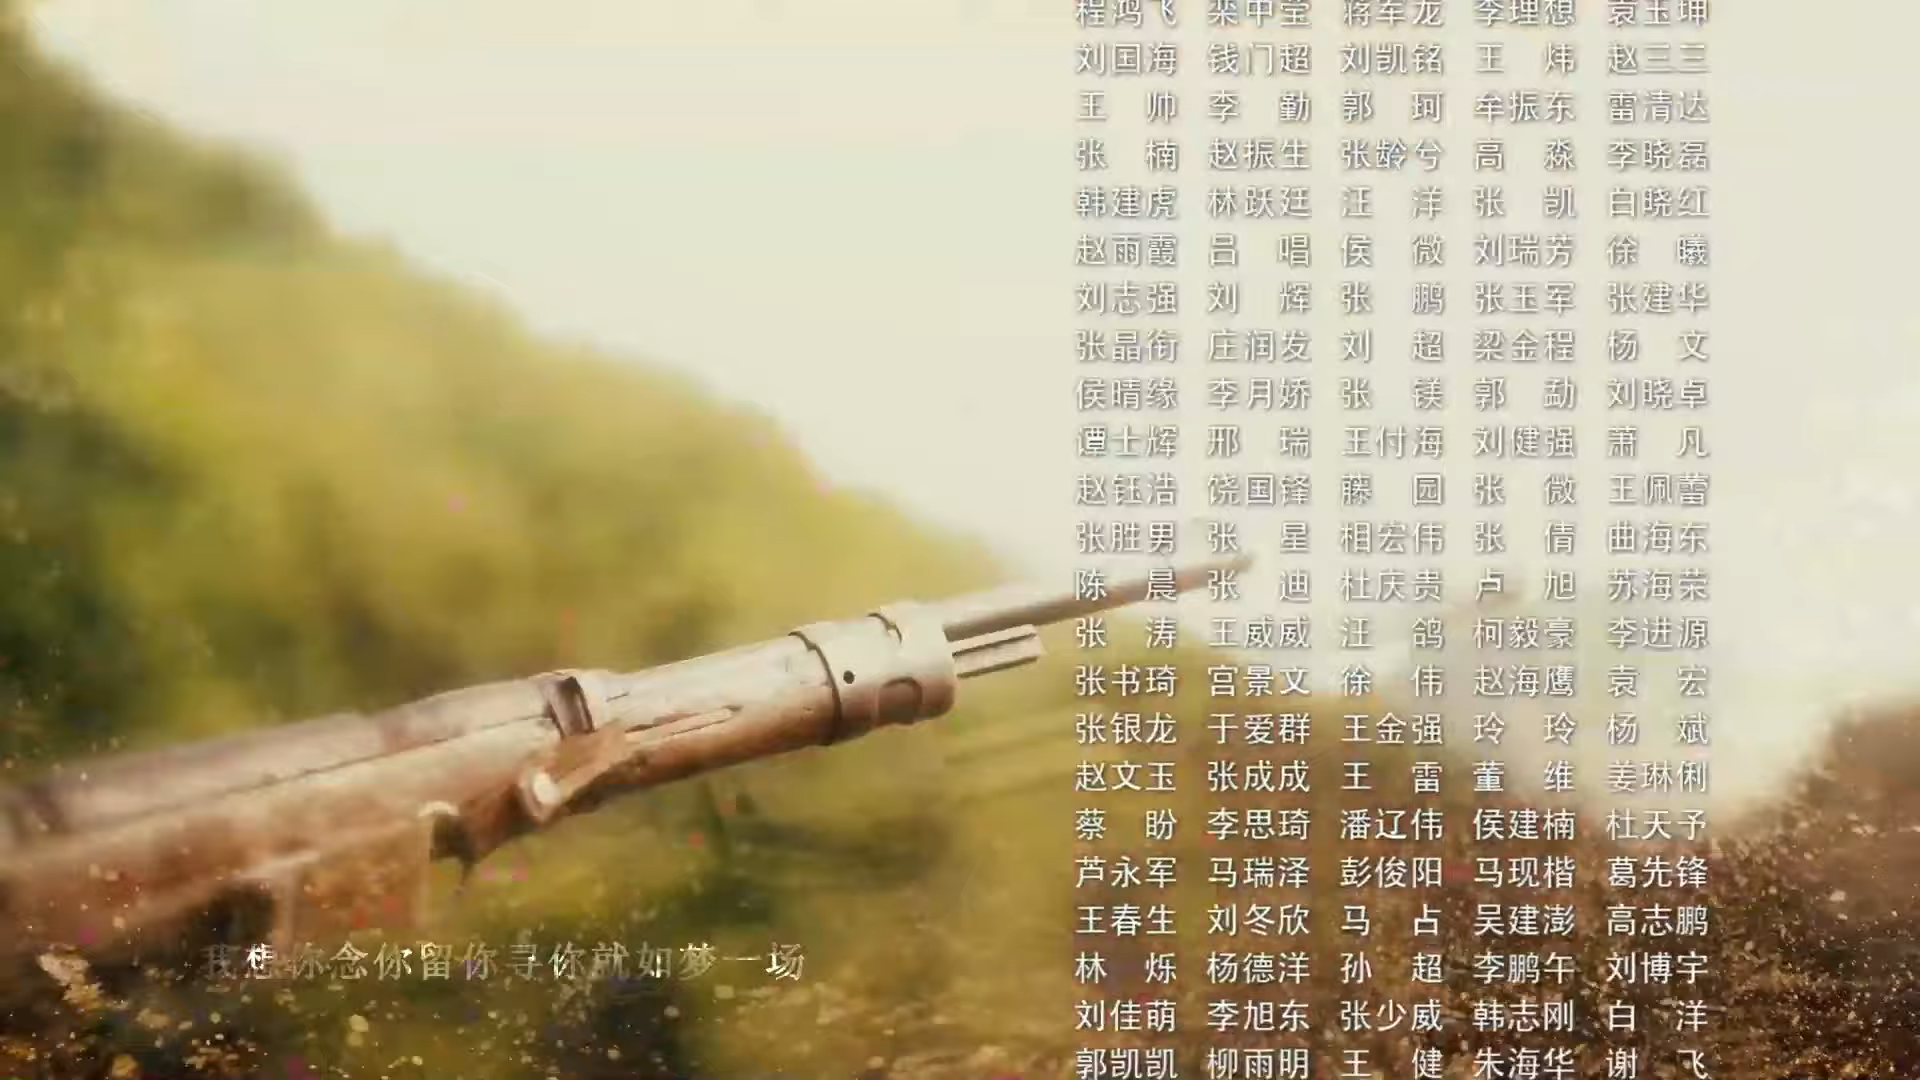 程鸿飞 栾中莹 蒋军龙 李理想 袁玉坤
刘国海 钱门超 刘凯铭 王炜 赵三三
王帅 李勤 郭珂 牟振东 雷清达
张楠 赵振生 张龄兮 高淼 李晓磊
韩建虎 林跃廷 汪洋 张凯 白晓红
赵雨霞 吕唱 侯微 刘瑞芳 徐曦
刘志强 刘辉 张鹏 张玉军 张建华
张晶衔 庄润发 刘超 梁金程 杨文
侯晴缘 李月娇 张镁 郭勐 刘晓卓
谭士辉 邢瑞 王付海 刘健强 萧凡
赵钰浩 饶国锋 藤园 张微 王佩蕾
张胜男 张星 相宏伟 张倩 曲海东
陈晨 张迪 杜庆贵 卢旭 苏海荣
张涛 王威威 汪鸽 柯毅豪 李进源
张书琦 宫景文 徐伟 赵海鹰 袁宏
张银龙 于爱群 王金强 玲玲 杨斌
赵文玉 张成成 王雷 董维 姜琳俐
蔡盼 李思琦 潘辽伟 侯建楠 杜天予
芦永军 马瑞泽 彭俊阳 马现楷 葛先锋
王春生 刘冬欣 马占 吴建澎 高志鹏
林烁 杨德洋 孙超 李鹏午 刘博宇
刘佳萌 李旭东 张少威 韩志刚 白洋
郭凯凯 柳雨明 王健 朱海华 谢飞
我想你念你留你寻你就如梦一场